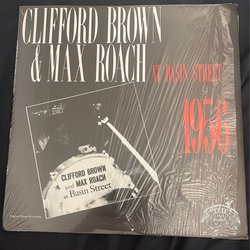 CLIFFORD BROWN
& MAX ROACH
AT BASIN STREET
1956
CLIFFORD BROWN
and MAX ROACH
at Basin Street